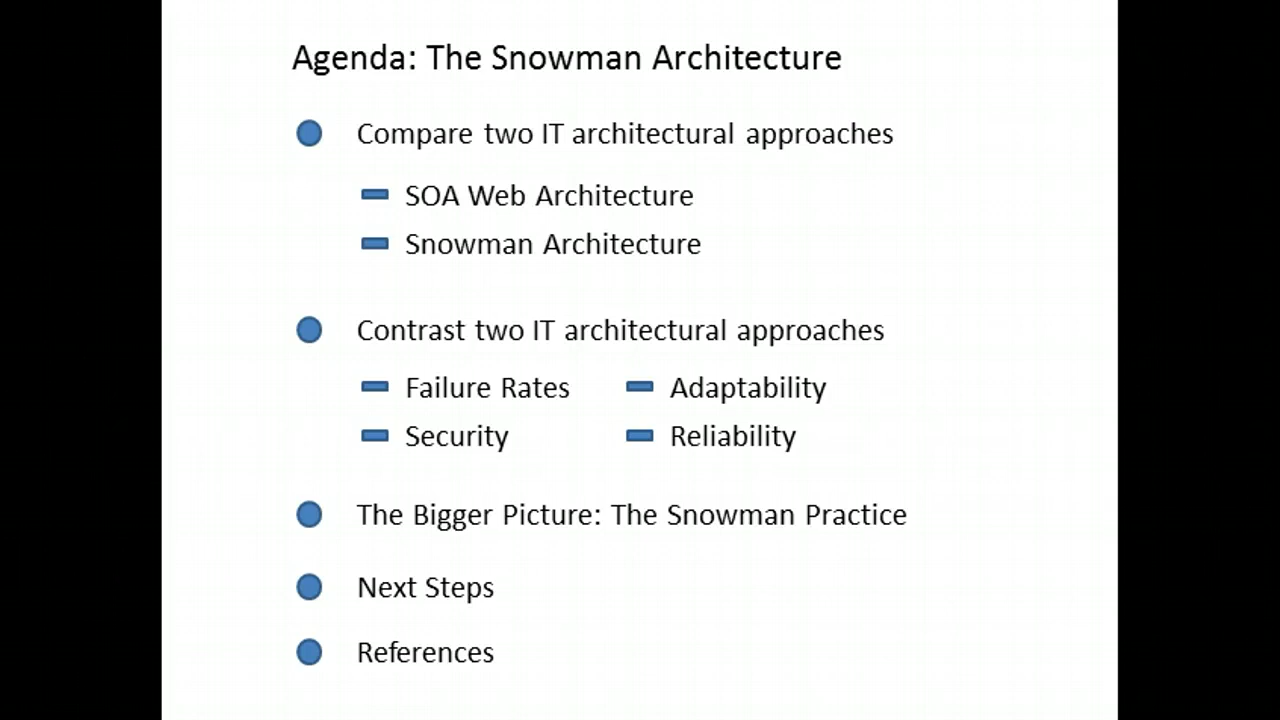 Agenda: The Snowman Architecture
Compare two IT architectural approaches
SOA Web Architecture
Snowman Architecture
Contrast two IT architectural approaches
Failure Rates
Adaptability
Security
Reliability
The Bigger Picture: The Snowman Practice
Next Steps
References